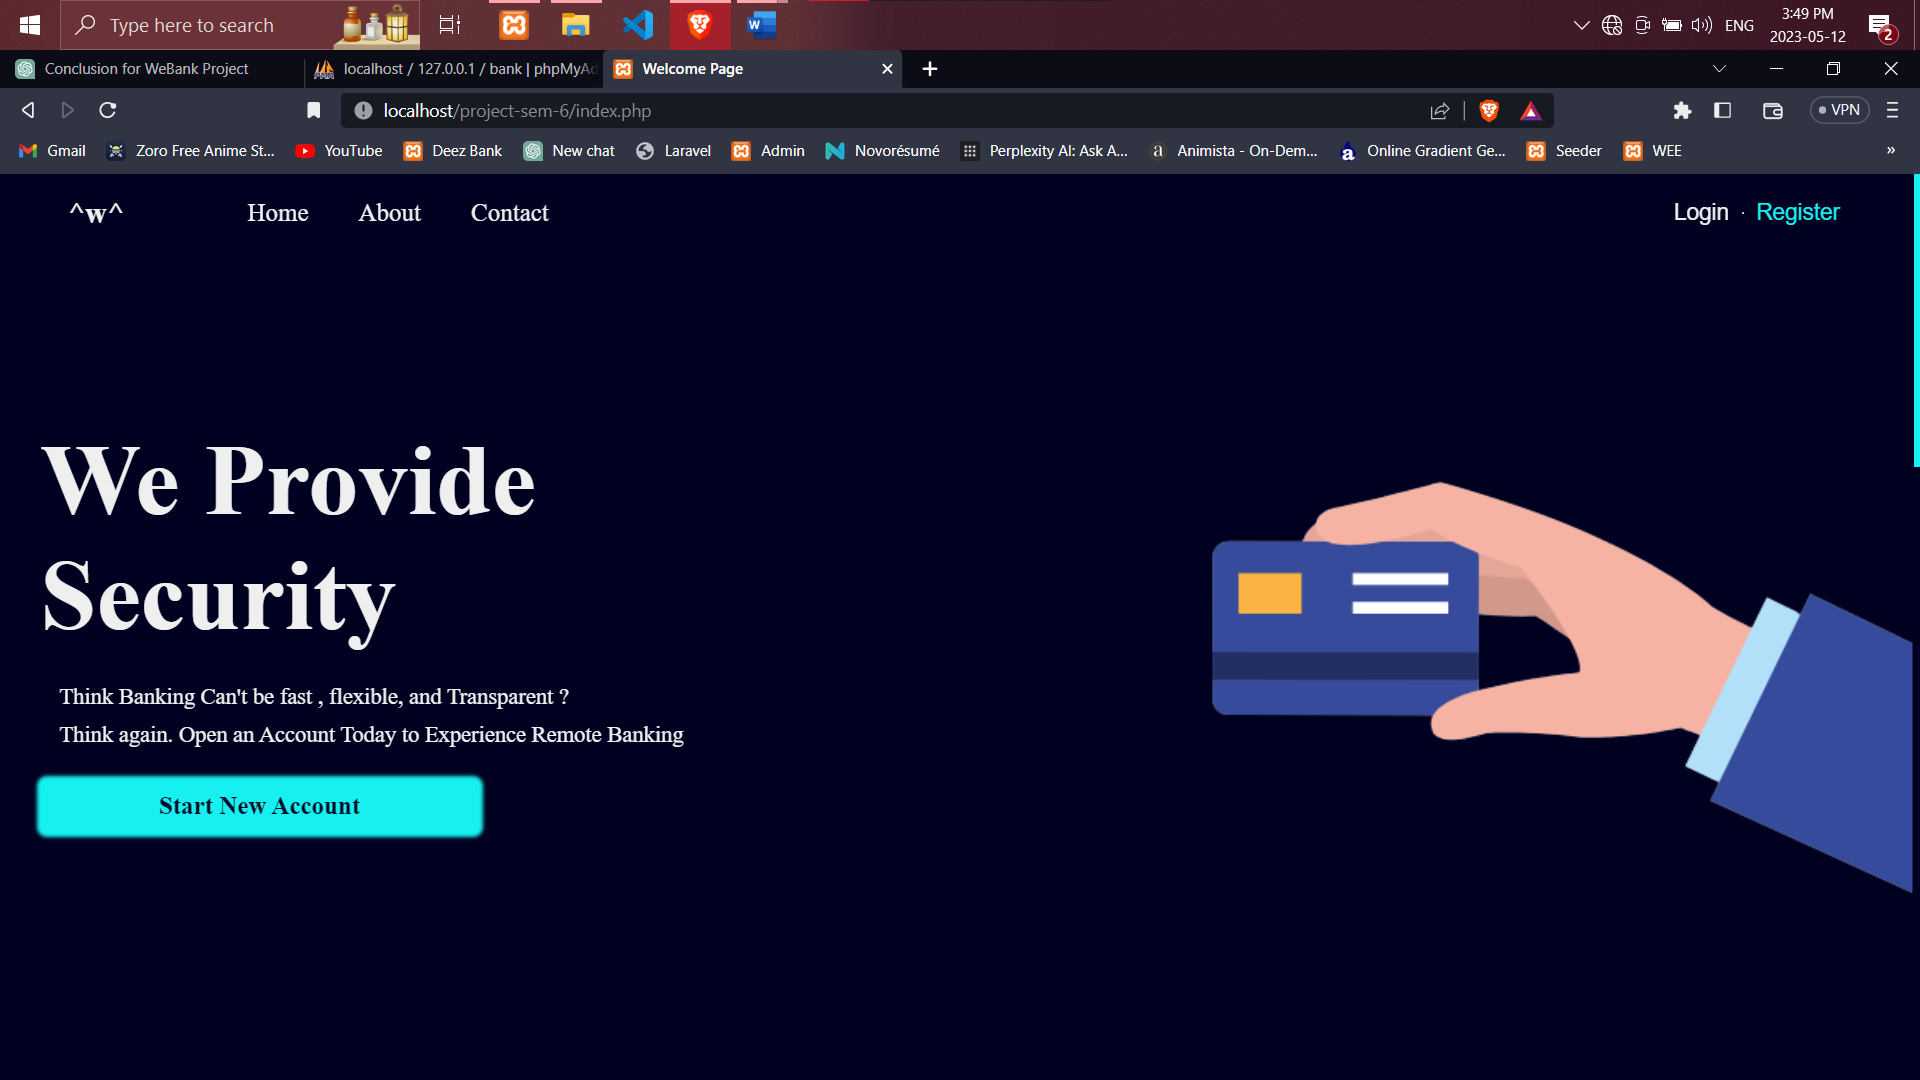 Type here to search
ENG
3:49 PM
2023-05-12
2
Conclusion for WeBank Project
localhost / 127.0.0.1 / bank | phpMyAd
Welcome Page
localhost/project-sem-6/index.php
VPN
Gmail
Zoro Free Anime St...
YouTube
Deez Bank
New chat
Laravel
Admin
Novorésumé
Perplexity AI: Ask A...
Animista - On-Dem...
Online Gradient Ge...
Seeder
WEE
»
^w^
Home
About
Contact
Login · Register
We Provide
Security
Think Banking Can't be fast , flexible, and Transparent ?
Think again. Open an Account Today to Experience Remote Banking
Start New Account